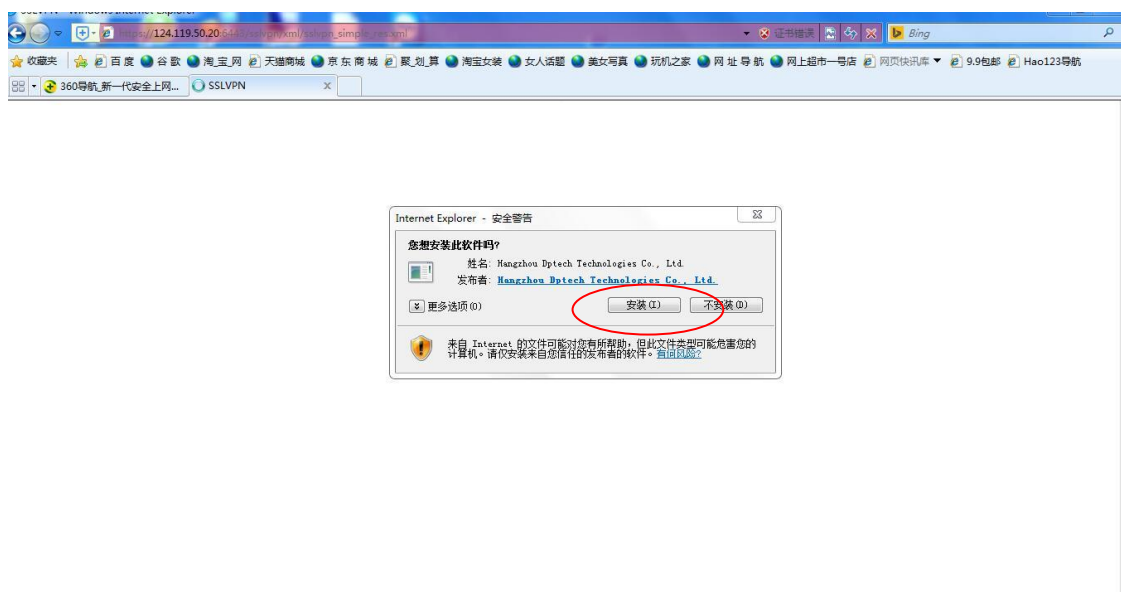 https://124.119.50.20:6443/sslvpn/xml/sslvpn_simple_res.xml
证书错误
Bing
收藏夹 百度 谷歌 淘_宝_网 天猫商城 京东商城 聚_划_算 淘宝女装 女人话题 美女写真 玩机之家 网址导航 网上超市一号店 网页快讯库 9.9包邮 Hao123导航
360导航_新一代安全上网... SSLVPN x
Internet Explorer - 安全警告
您想安装此软件吗?
姓名: Hangzhou Dptech Technologies Co., Ltd.
发布者: Hangzhou Dptech Technologies Co., Ltd.
更多选项(O) 安装(I) 不安装(D)
来自 Internet 的文件可能对您有所帮助，但此文件类型可能危害您的
计算机。请仅安装来自您信任的发布者的软件。有何风险?